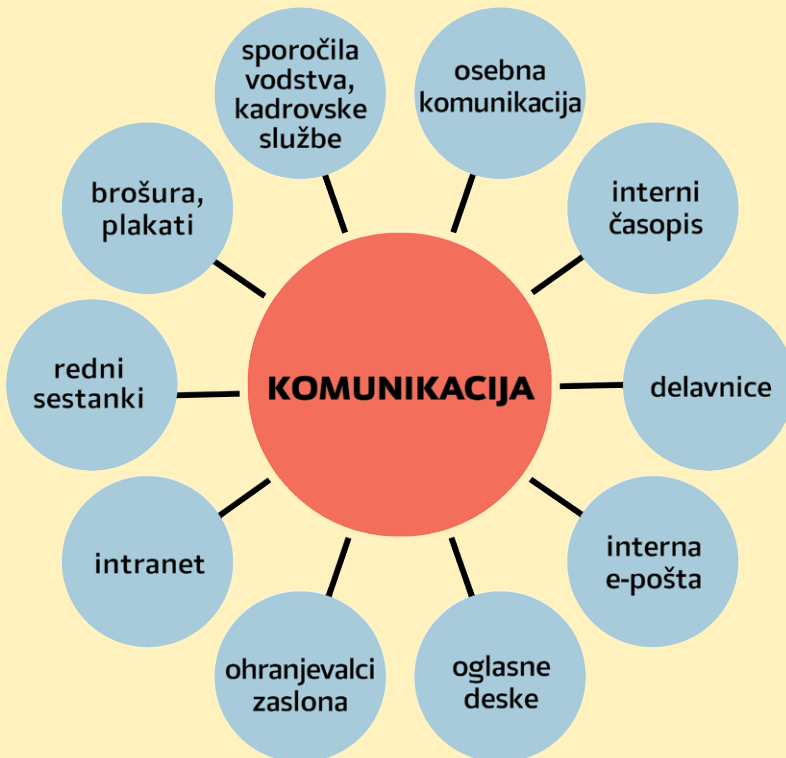 sporočila
vodstva,
kadrovske
službe
osebna
komunikacija
interni
časopis
delavnice
interna
e-pošta
oglasne
deske
ohranjevalci
zaslona
intranet
redni
sestanki
brošura,
plakati
KOMUNIKACIJA